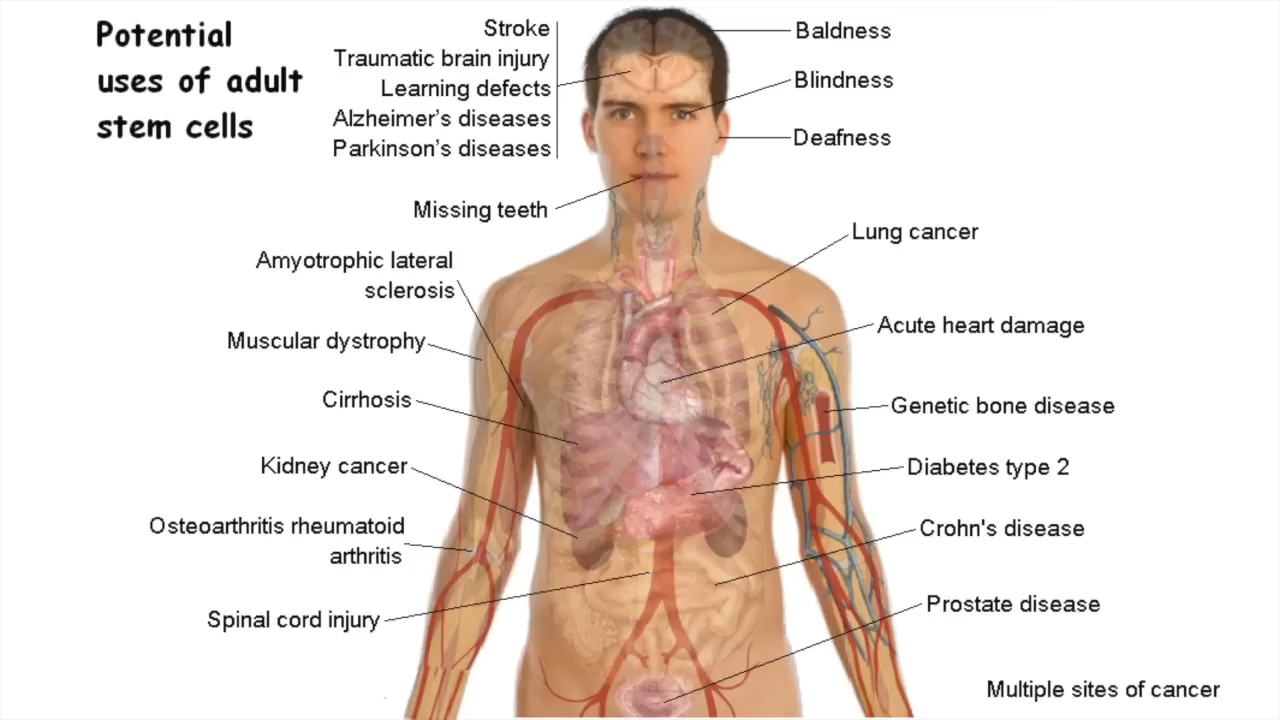 Potential
uses of adult
stem cells
Stroke
Traumatic brain injury
Learning defects
Alzheimer's diseases
Parkinson's diseases
Missing teeth
Amyotrophic lateral
sclerosis
Muscular dystrophy
Cirrhosis
Kidney cancer
Osteoarthritis rheumatoid
arthritis
Spinal cord injury
Baldness
Blindness
Deafness
Lung cancer
Acute heart damage
Genetic bone disease
Diabetes type 2
Crohn's disease
Prostate disease
Multiple sites of cancer